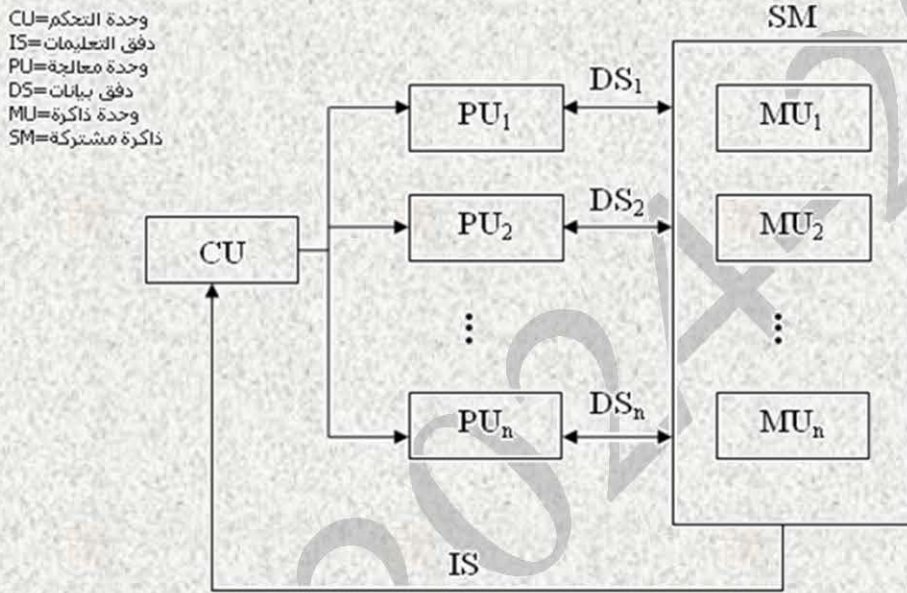 CU=وحدة التحكم
IS=دفق التعليمات
PU=وحدة معالجة
DS=دفق بيانات
MU=وحدة ذاكرة
SM=ذاكرة مشتركة
SM
PU₁ DS₁ MU₁
PU₂ DS₂ MU₂
CU
⋮ ⋮
PUₙ DSₙ MUₙ
IS